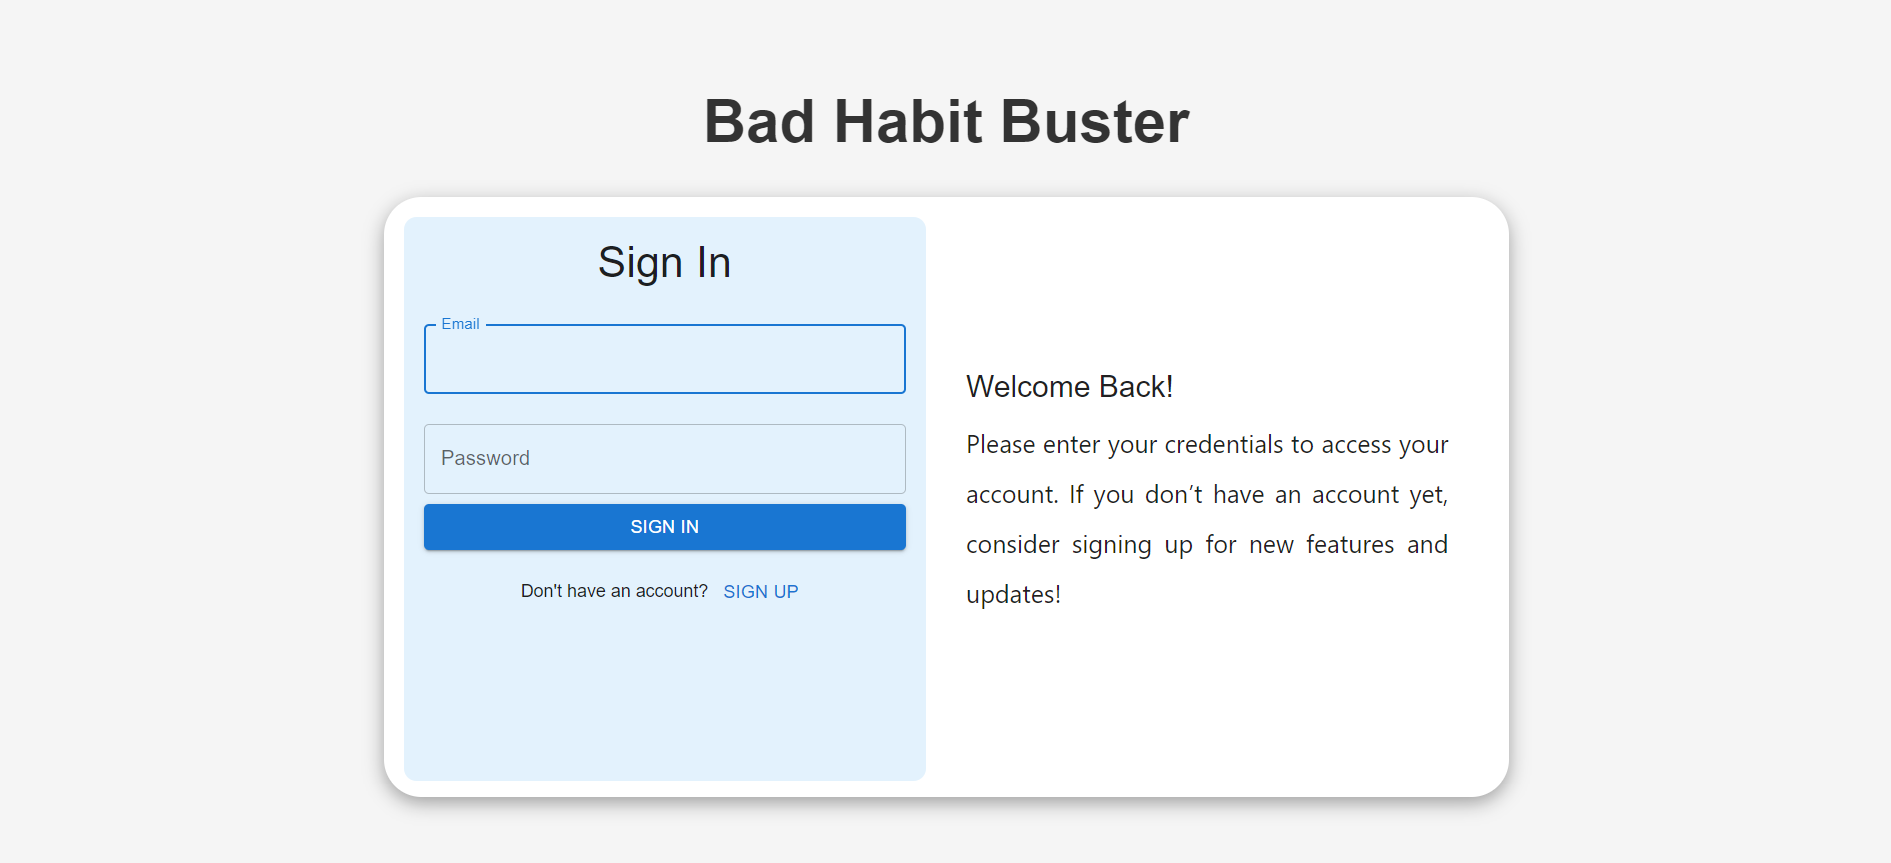 Bad Habit Buster
Sign In
Email
Password
SIGN IN
Don't have an account? SIGN UP
Welcome Back!
Please enter your credentials to access your
account. If you don’t have an account yet,
consider signing up for new features and
updates!